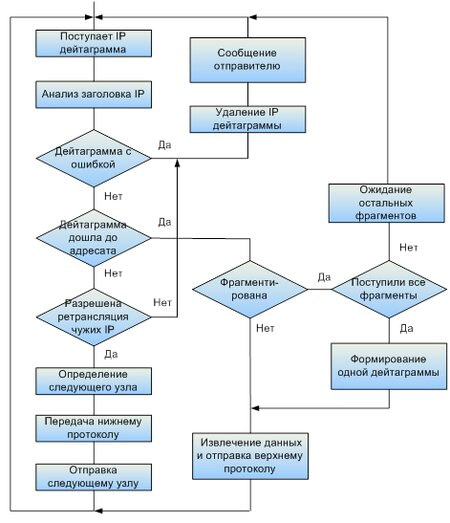 Поступает IP
дейтаграмма
Анализ заголовка IP
Дейтаграмма с
ошибкой
Да
Нет
Дейтаграмма
дошла до
адресата
Да
Нет
Разрешена
ретрансляция
чужих IP
Нет
Да
Определение
следующего узла
Передача нижнему
протоколу
Отправка
следующему узлу
Сообщение
отправителю
Удаление IP
дейтаграммы
Фрагменти-
рована
Да
Нет
Извлечение данных
и отправка верхнему
протоколу
Ожидание
остальных
фрагментов
Нет
Поступили все
фрагменты
Да
Формирование
одной дейтаграммы